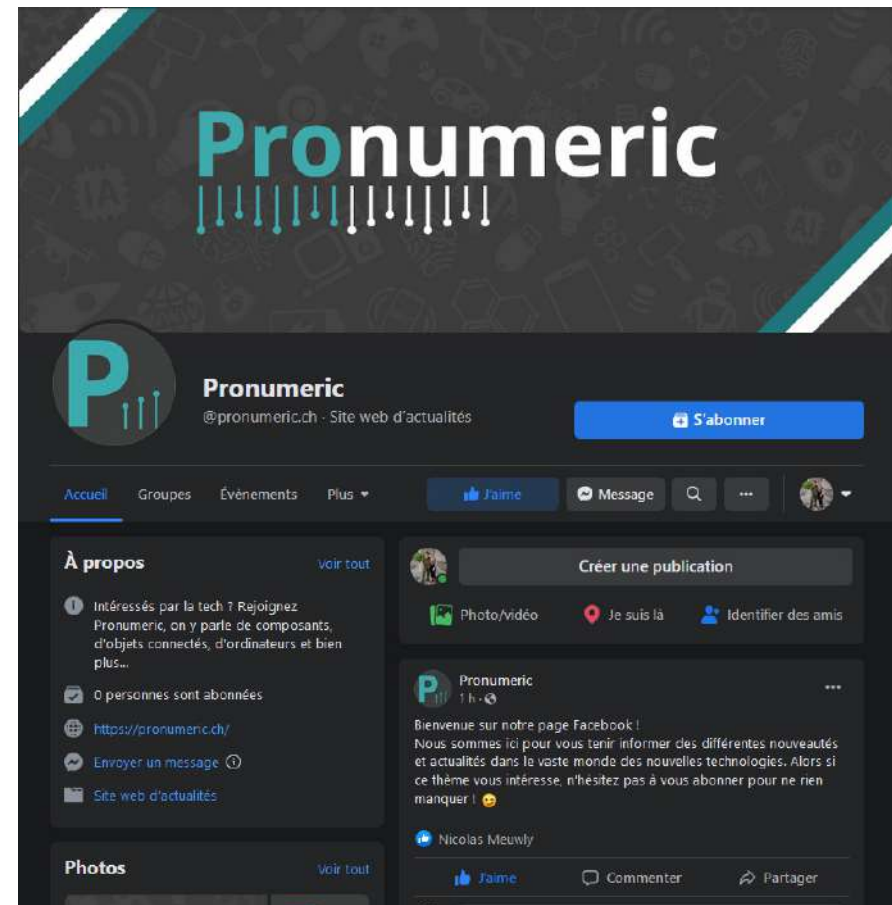 Pronumeric
P
Pronumeric
@pronumeric.ch · Site web d'actualités
S'abonner
Accueil Groupes Évènements Plus
J'aime Message
À propos Voir tout
Intéressés par la tech ? Rejoignez
Pronumeric, on y parle de composants,
d'objets connectés, d'ordinateurs et bien
plus...
0 personnes sont abonnées
https://pronumeric.ch/
Envoyer un message
Site web d'actualités
Photos Voir tout
Créer une publication
Photo/vidéo Je suis là Identifier des amis
P
Pronumeric
1 h ·
Bienvenue sur notre page Facebook !
Nous sommes ici pour vous tenir informer des différentes nouveautés
et actualités dans le vaste monde des nouvelles technologies. Alors si
ce thème vous intéresse, n'hésitez pas à vous abonner pour ne rien
manquer ! 😉
Nicolas Meuwly
J'aime Commenter Partager